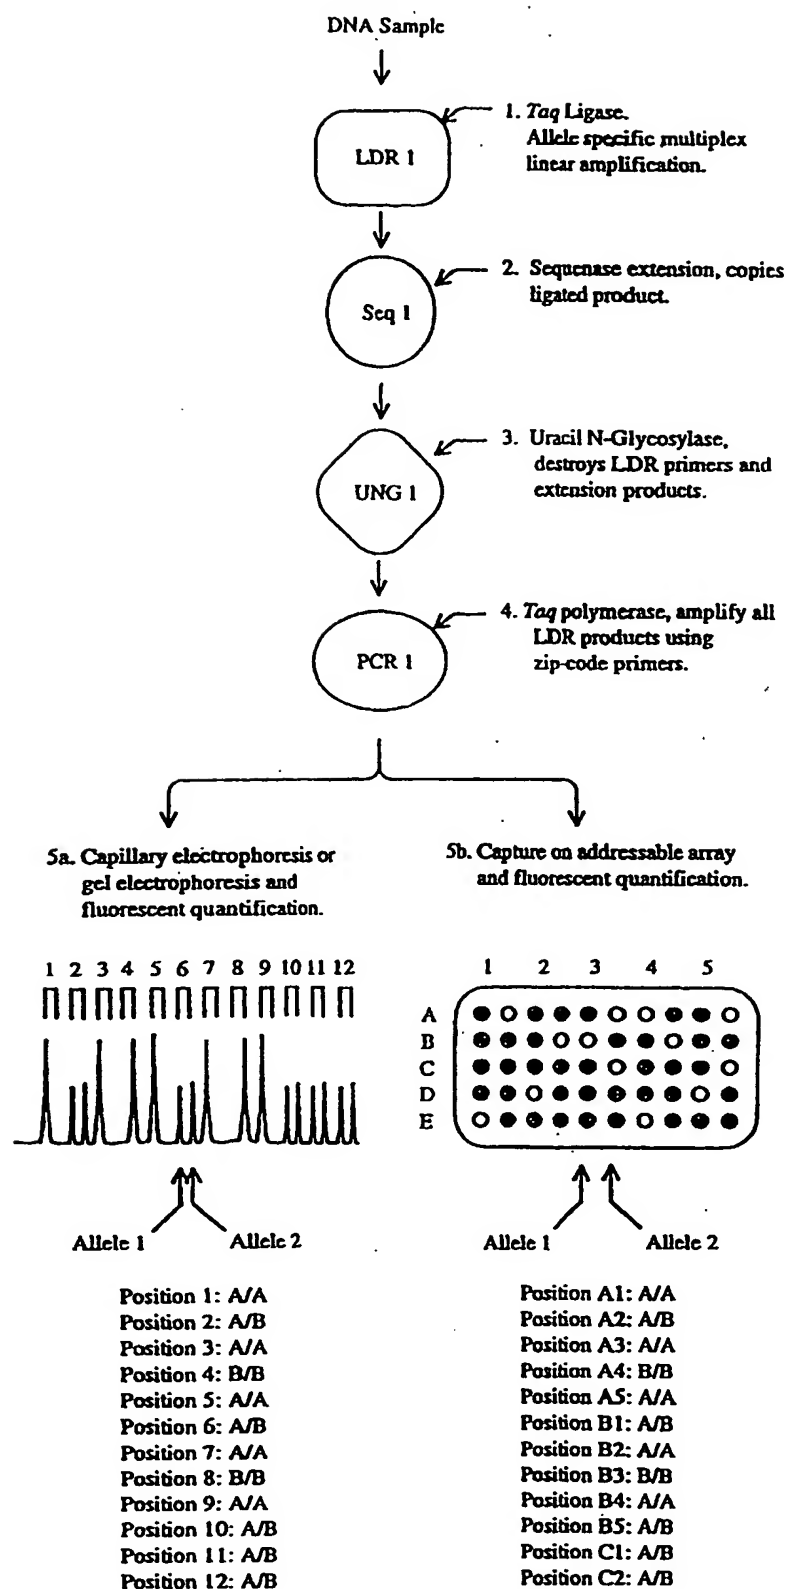 DNA Sample
LDR 1
1. Taq Ligase.
Allele specific multiplex
linear amplification.
Seq 1
2. Sequenase extension, copies
ligated product.
UNG 1
3. Uracil N-Glycosylase,
destroys LDR primers and
extension products.
PCR 1
4. Taq polymerase, amplify all
LDR products using
zip-code primers.
5a. Capillary electrophoresis or
gel electrophoresis and
fluorescent quantification.
1 2 3 4 5 6 7 8 9 10 11 12
Allele 1
Allele 2
Position 1: A/A
Position 2: A/B
Position 3: A/A
Position 4: B/B
Position 5: A/A
Position 6: A/B
Position 7: A/A
Position 8: B/B
Position 9: A/A
Position 10: A/B
Position 11: A/B
Position 12: A/B
5b. Capture on addressable array
and fluorescent quantification.
1 2 3 4 5
A
B
C
D
E
Allele 1
Allele 2
Position A1: A/A
Position A2: A/B
Position A3: A/A
Position A4: B/B
Position A5: A/A
Position B1: A/B
Position B2: A/A
Position B3: B/B
Position B4: A/A
Position B5: A/B
Position C1: A/B
Position C2: A/B